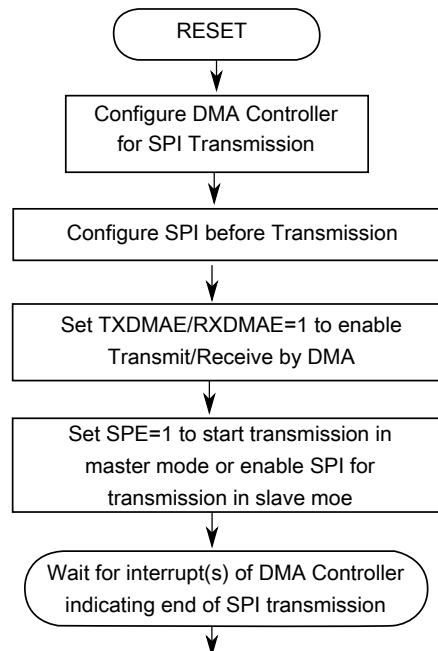 RESET
Configure DMA Controller
for SPI Transmission
Configure SPI before Transmission
Set TXDMAE/RXDMAE=1 to enable
Transmit/Receive by DMA
Set SPE=1 to start transmission in
master mode or enable SPI for
transmission in slave moe
Wait for interrupt(s) of DMA Controller
indicating end of SPI transmission